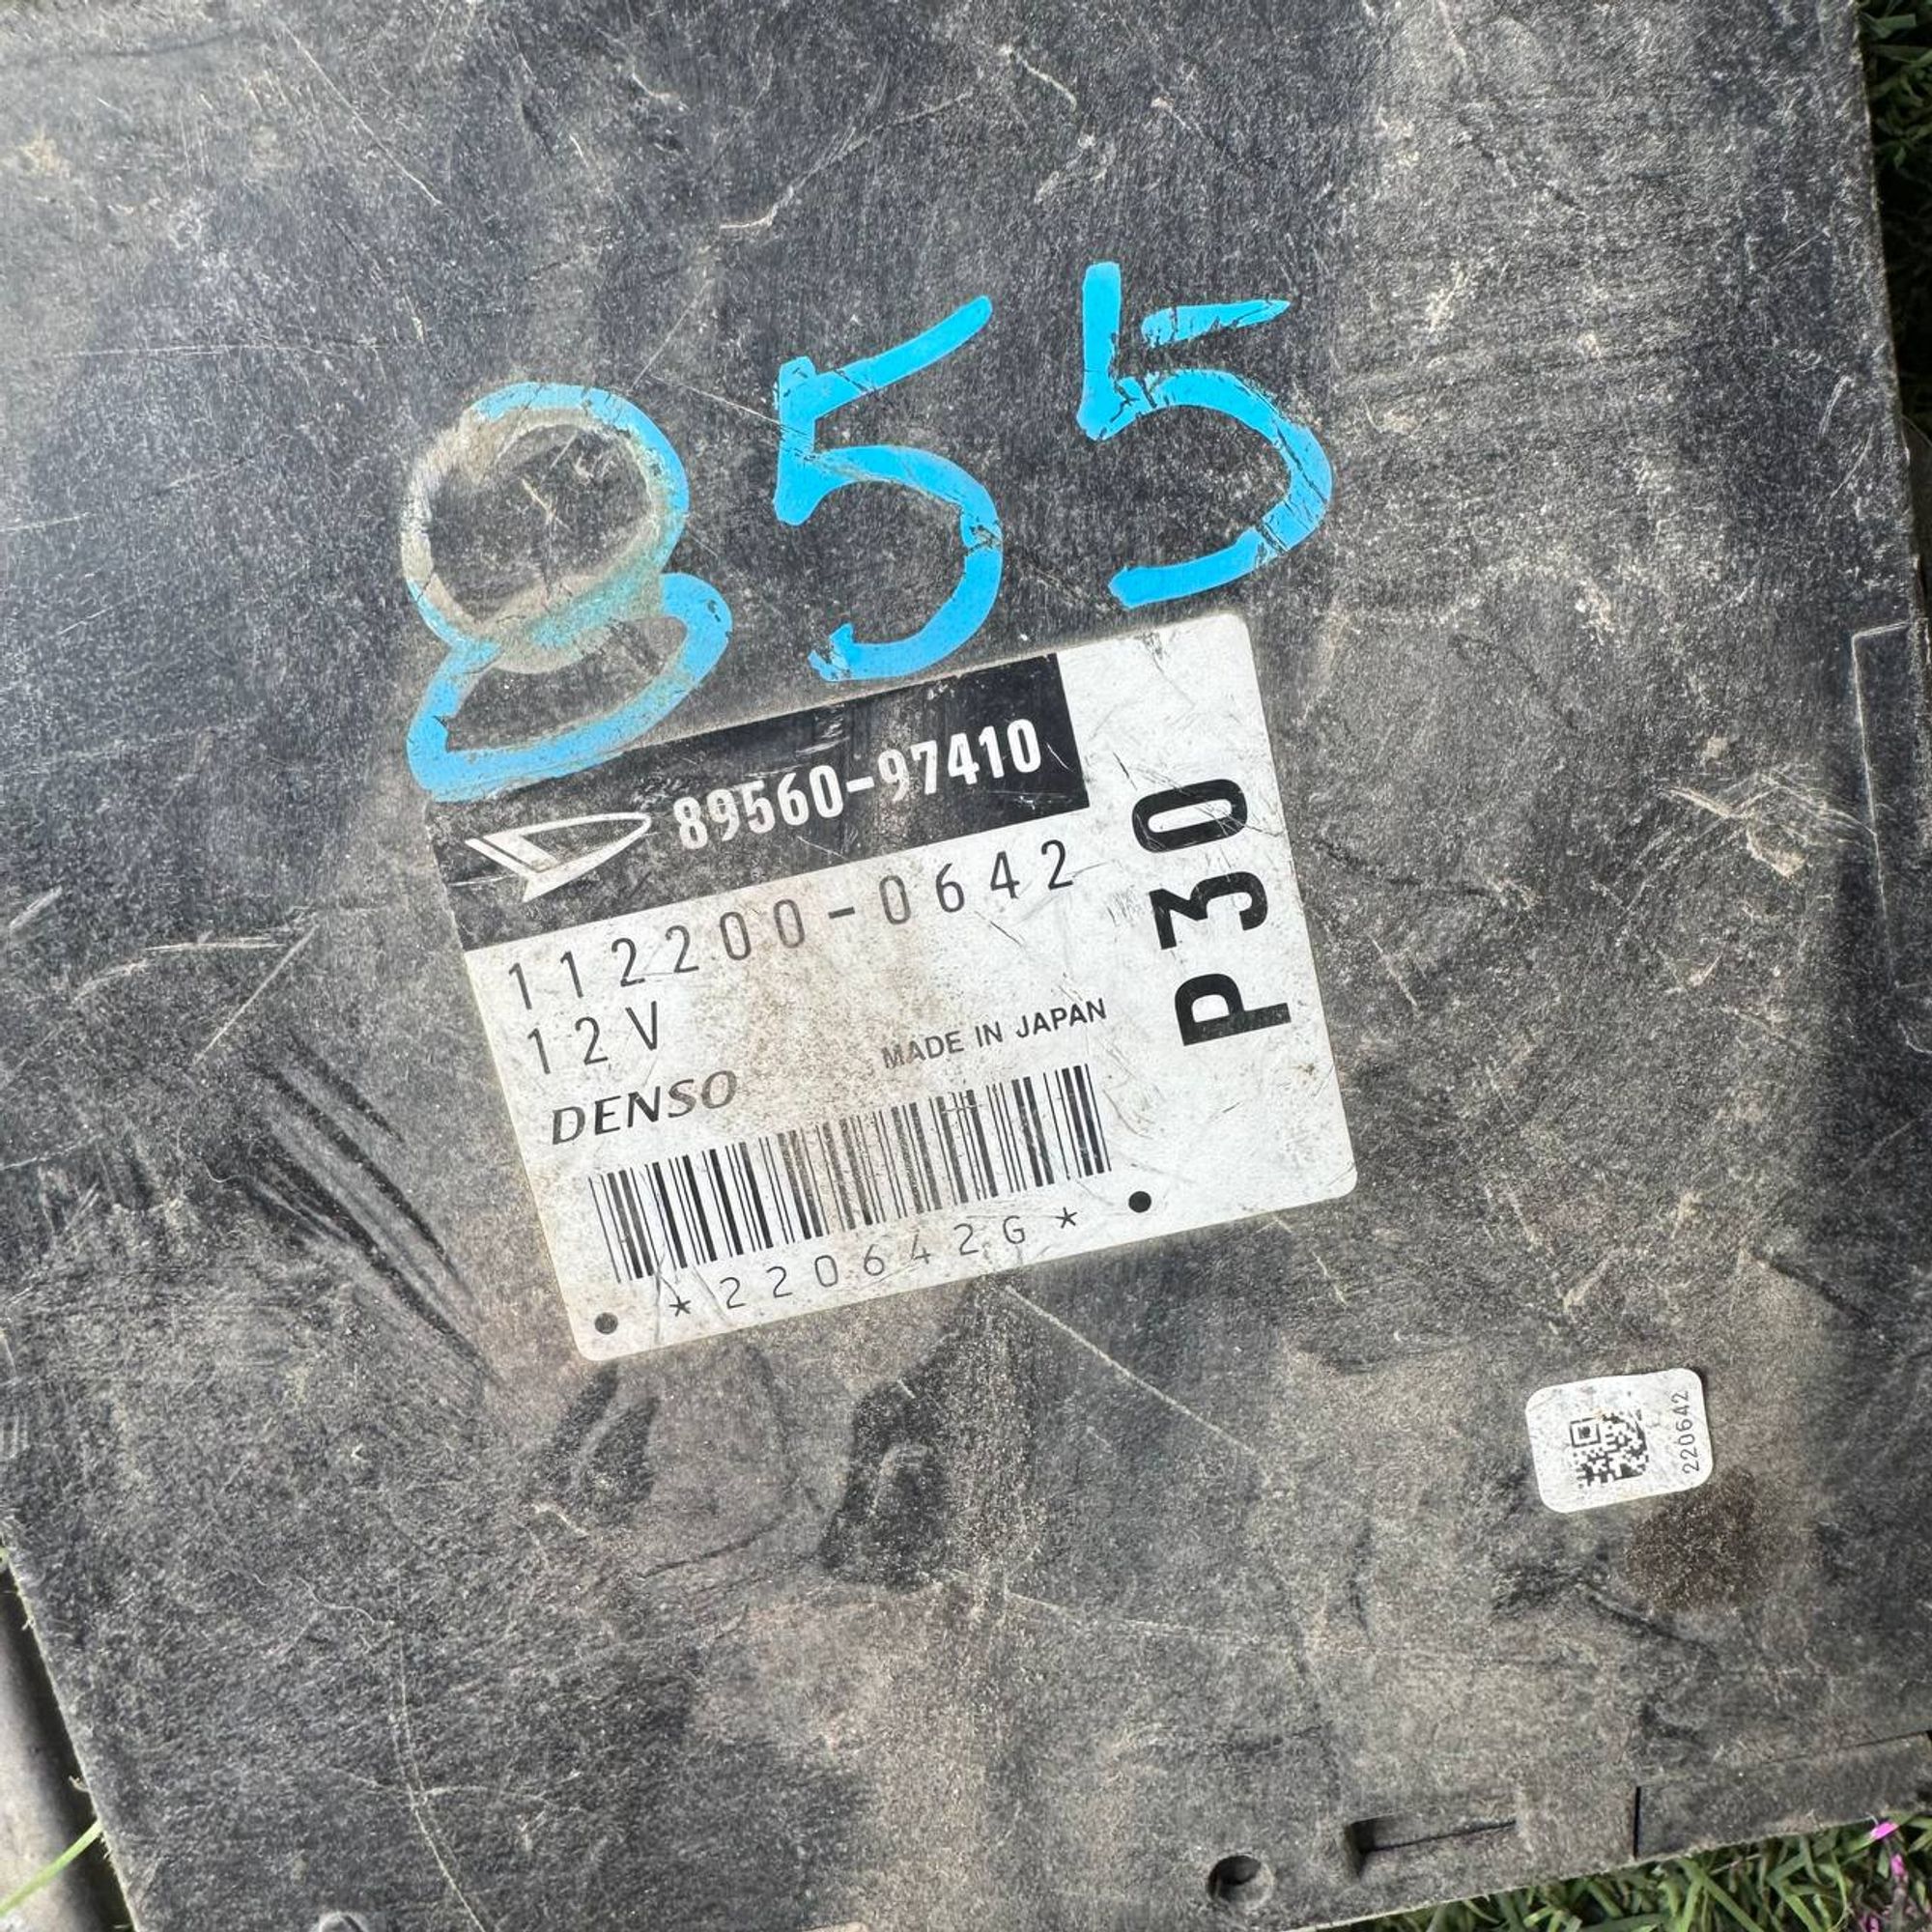 855
89560-97410
112200-0642
12V
DENSO
MADE IN JAPAN
P30
*220642G*
220642